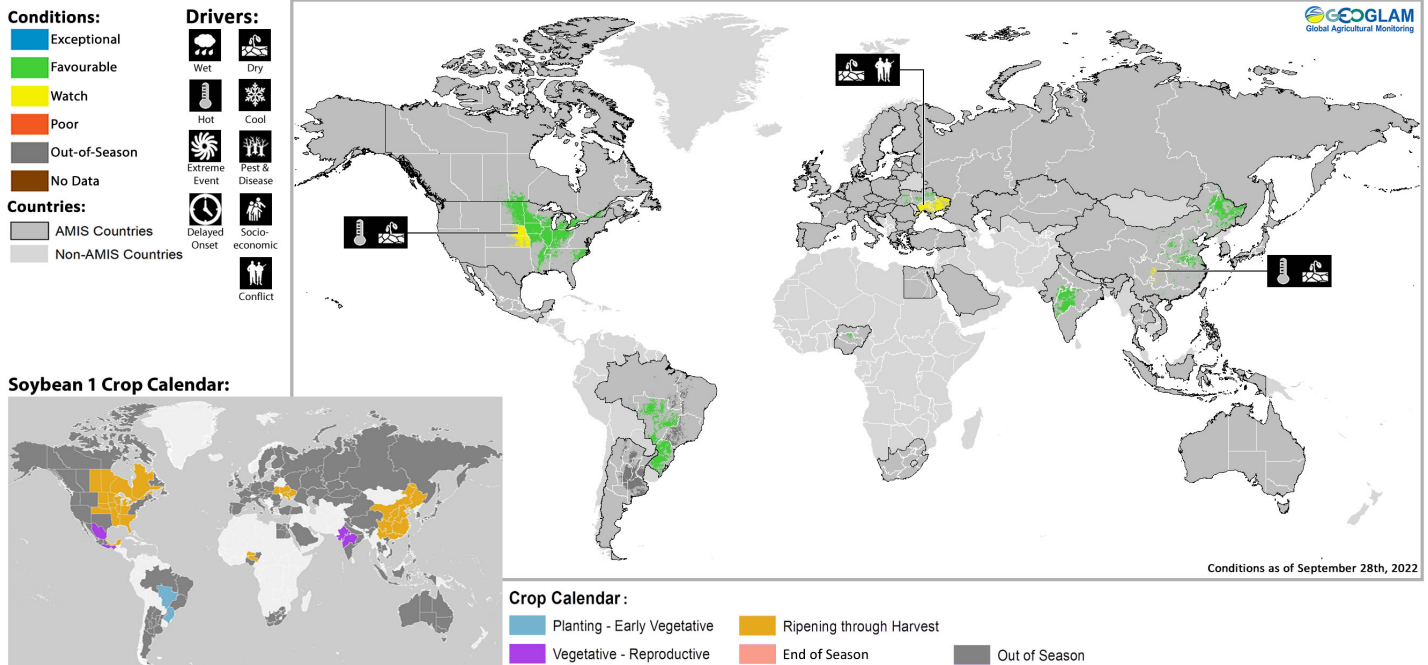 Conditions:
Exceptional
Favourable
Watch
Poor
Out-of-Season
No Data
Countries:
AMIS Countries
Non-AMIS Countries
Drivers:
Wet
Dry
Hot
Cool
Extreme
Event
Pest &
Disease
Delayed
Onset
Socio-
economic
Conflict
GEOGLAM
Global Agricultural Monitoring
Conditions as of September 28th, 2022
Soybean 1 Crop Calendar:
Crop Calendar :
Planting - Early Vegetative
Ripening through Harvest
Vegetative - Reproductive
End of Season
Out of Season